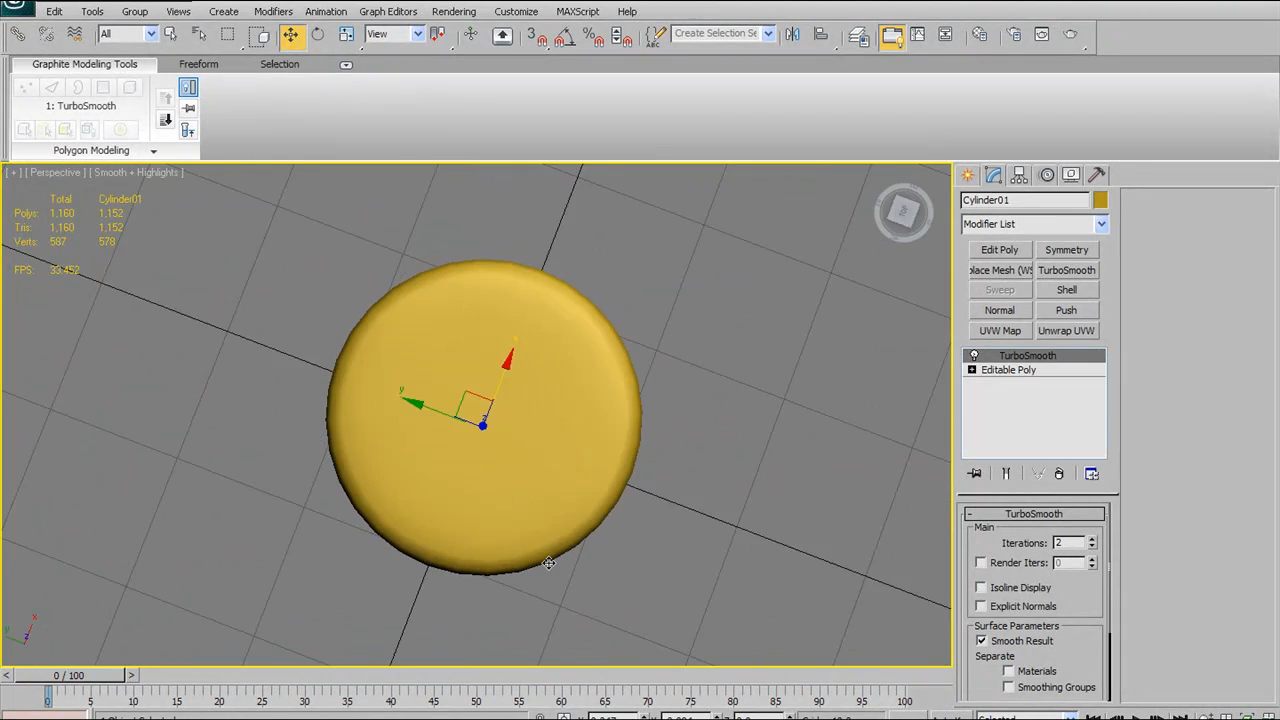 Edit Tools Group Views Create Modifiers Animation Graph Editors Rendering Customize MAXScript Help
All View 3 Create Selection Se
Graphite Modeling Tools Freeform Selection
1: TurboSmooth
Polygon Modeling
[ + ] [ Perspective ] [ Smooth + Highlights ]
Total Cylinder01
Polys: 1.160 1.152
Tris: 1.160 1.152
Verts: 587 578
FPS:
TOP
y
z
x
y
z
Cylinder01
Modifier List
Edit Poly Symmetry
place Mesh (WS TurboSmooth
Sweep Shell
Normal Push
UVW Map Unwrap UVW
TurboSmooth
Editable Poly
- TurboSmooth
Main
Iterations: 2
Render Iters: 0
Isoline Display
Explicit Normals
Surface Parameters
Smooth Result
Separate
Materials
Smoothing Groups
< 0 / 100 >
0 5 10 15 20 25 30 35 40 45 50 55 60 65 70 75 80 85 90 95 100